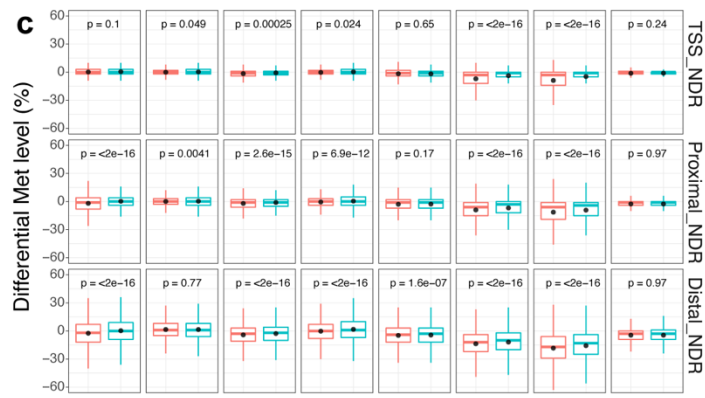 c
Differential Met level (%)
60
30
0
−30
−60
p = 0.1
p = 0.049
p = 0.00025
p = 0.024
p = 0.65
p = <2e−16
p = <2e−16
p = 0.24
TSS_NDR
60
30
0
−30
−60
p = <2e−16
p = 0.0041
p = 2.6e−15
p = 6.9e−12
p = 0.17
p = <2e−16
p = <2e−16
p = 0.97
Proximal_NDR
60
30
0
−30
−60
p = <2e−16
p = 0.77
p = <2e−16
p = <2e−16
p = 1.6e−07
p = <2e−16
p = <2e−16
p = 0.97
Distal_NDR